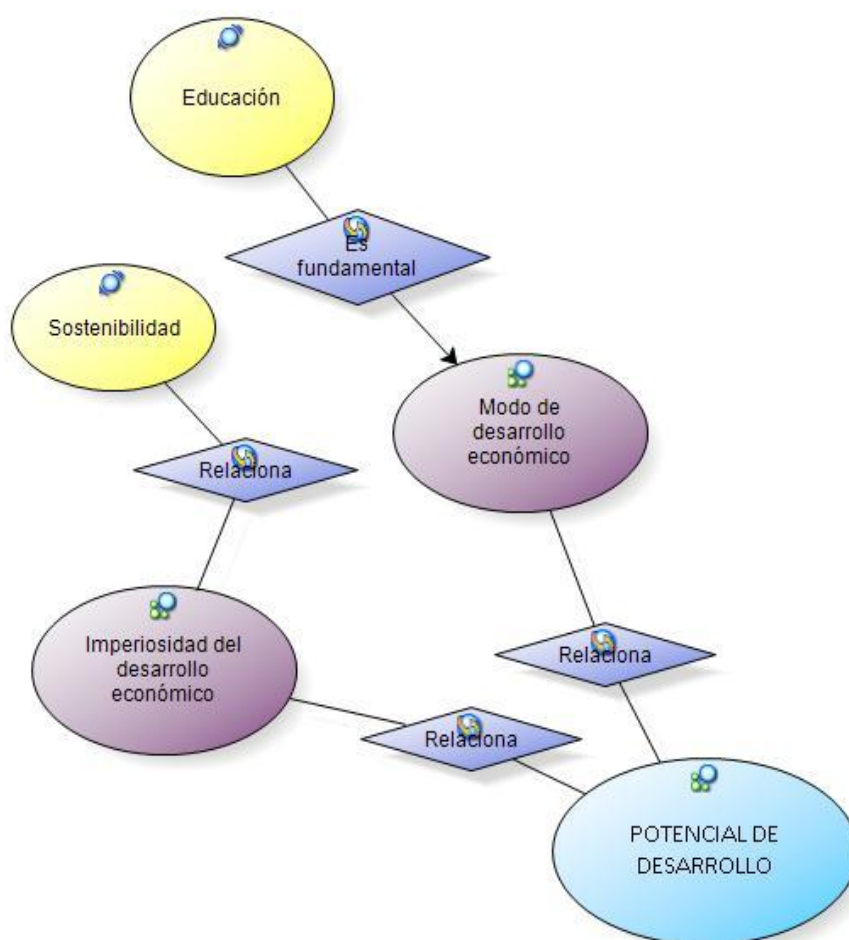 Educación
Es
fundamental
Sostenibilidad
Modo de
desarrollo
económico
Relaciona
Imperiosidad del
desarrollo
económico
Relaciona
Relaciona
POTENCIAL DE
DESARROLLO